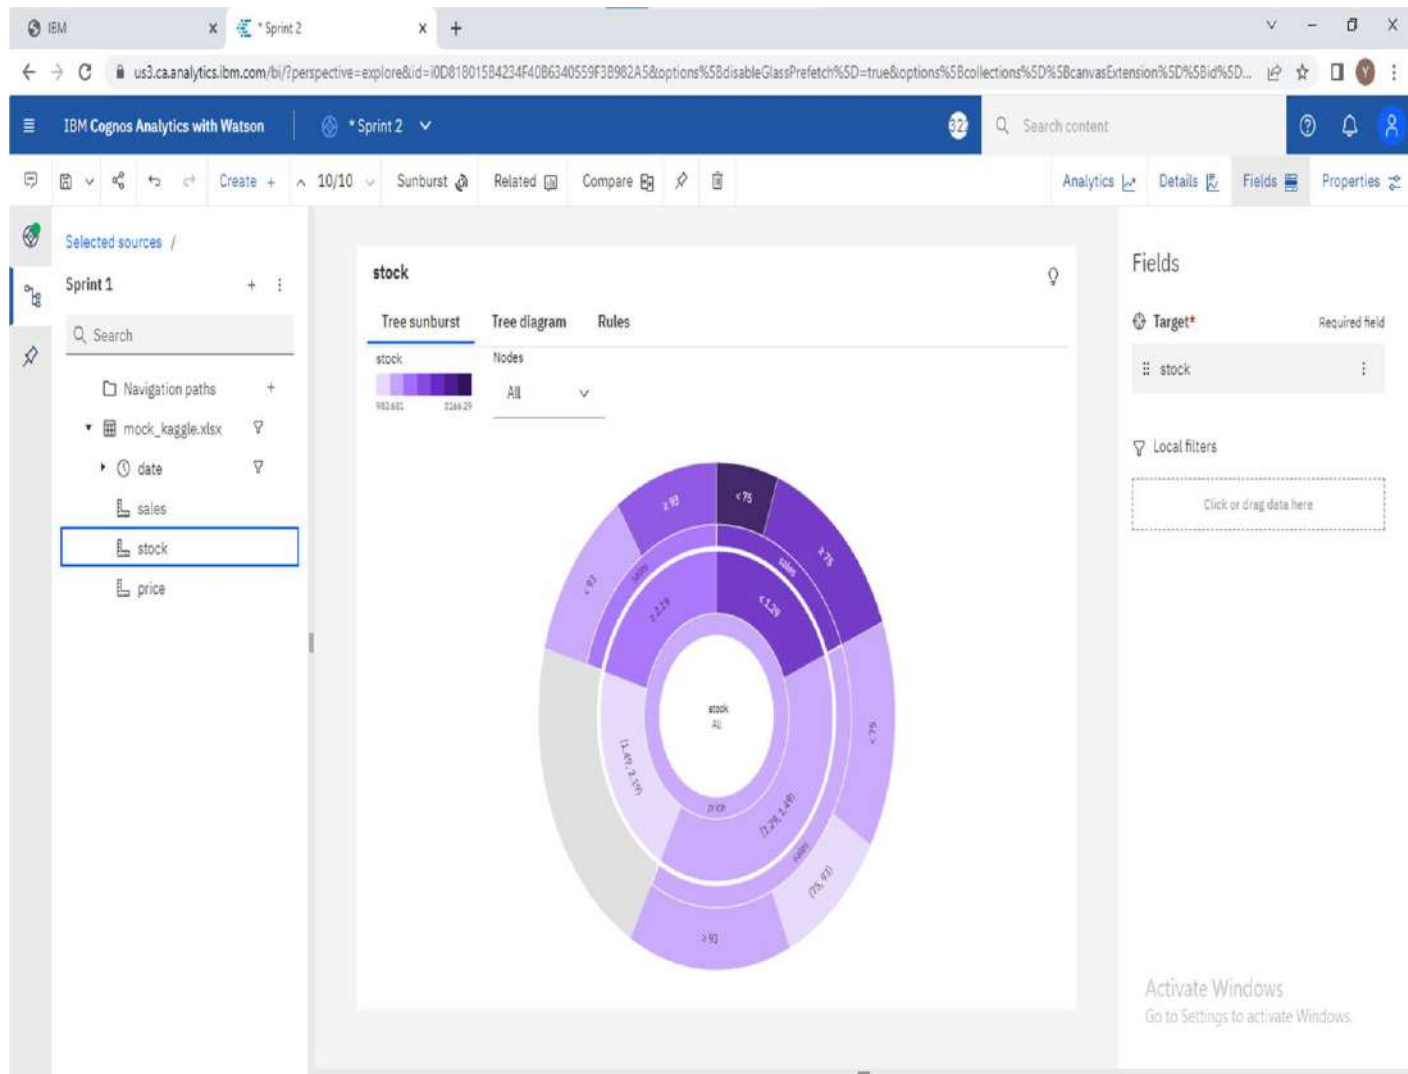 IBM
* Sprint 2
us3.ca.analytics.ibm.com/bi/?perspective=explore&id=i0D818015B4234F40B6340559F3B982A5&options%5BdisableGlassPrefetch%5D=true&options%5Bcollections%5D%5BcanvasExtension%5D%5Bid%5D...
Y
IBM Cognos Analytics with Watson
* Sprint 2
Search content
Create +
10/10
Sunburst
Related
Compare
Analytics
Details
Fields
Properties
Selected sources /
Sprint 1
Search
Navigation paths
mock_kaggle.xlsx
date
sales
stock
price
stock
Tree sunburst
Tree diagram
Rules
stock
Nodes
All
≥ 93
< 75
≥ 75
< 93
sales
sales
≥ 2.19
< 1.29
stock
All
< 75
[1.49, 2.19)
price
[1.29, 1.49)
sales
[75, 93)
≥ 93
Fields
Target*
Required field
stock
Local filters
Click or drag data here
Activate Windows
Go to Settings to activate Windows.